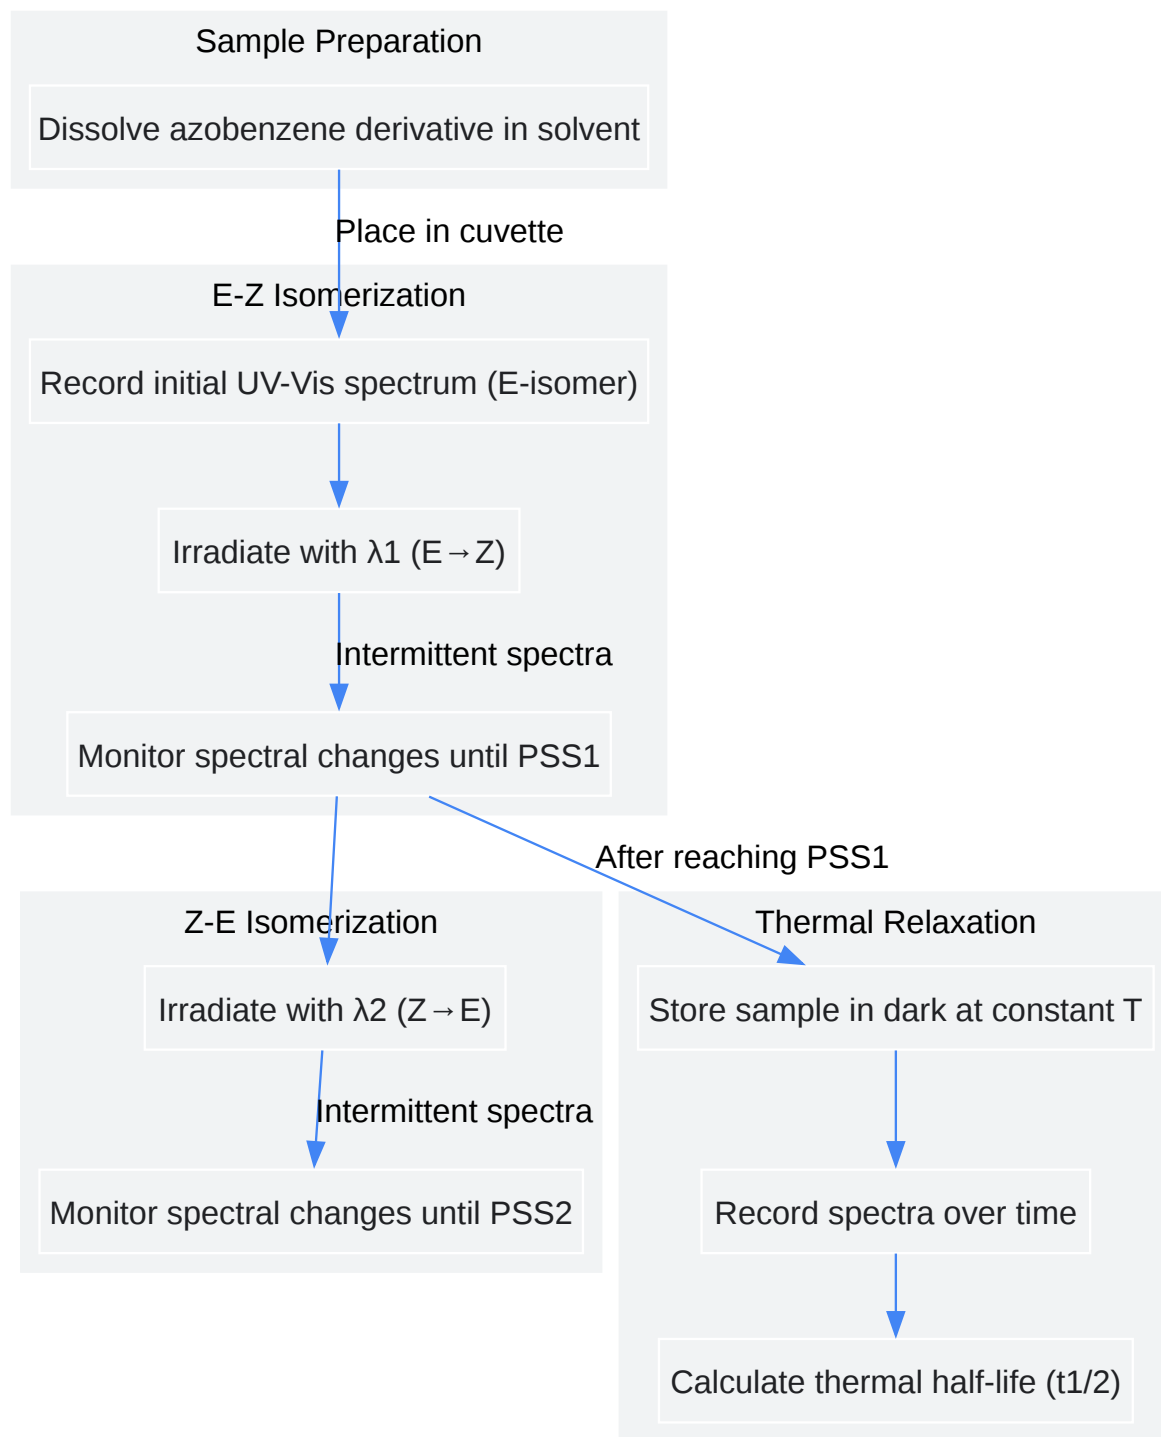 Sample Preparation
Dissolve azobenzene derivative in solvent
Place in cuvette
E-Z Isomerization
Record initial UV-Vis spectrum (E-isomer)
Irradiate with λ1 (E→Z)
Intermittent spectra
Monitor spectral changes until PSS1
After reaching PSS1
Z-E Isomerization
Irradiate with λ2 (Z→E)
Intermittent spectra
Monitor spectral changes until PSS2
Thermal Relaxation
Store sample in dark at constant T
Record spectra over time
Calculate thermal half-life (t1/2)